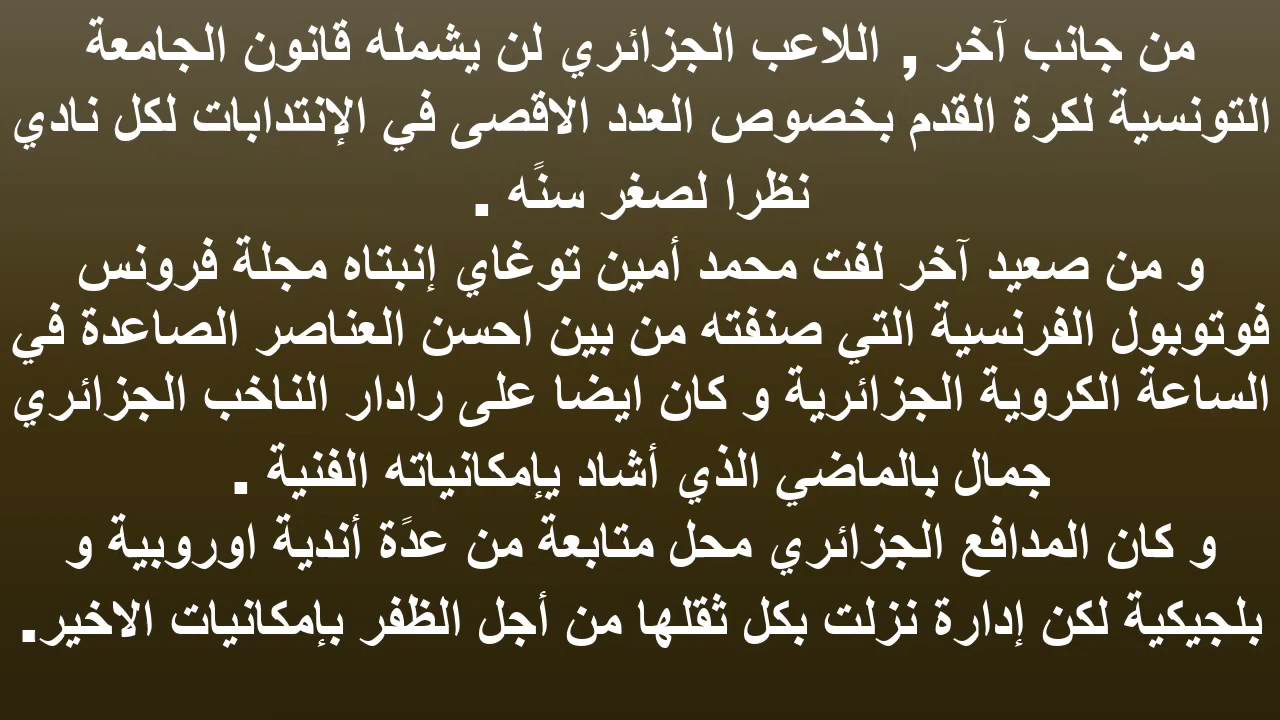 من جانب آخر , اللاعب الجزائري لن يشمله قانون الجامعة
التونسية لكرة القدم بخصوص العدد الاقصى في الإنتدابات لكل نادي
نظرا لصغر سنًه .
و من صعيد آخر لفت محمد أمين توغاي إنبتاه مجلة فرونس
فوتوبول الفرنسية التي صنفته من بين احسن العناصر الصاعدة في
الساعة الكروية الجزائرية و كان ايضا على رادار الناخب الجزائري
جمال بالماضي الذي أشاد يإمكانياته الفنية .
و كان المدافع الجزائري محل متابعة من عدًة أندية اوروبية و
بلجيكية لكن إدارة نزلت بكل ثقلها من أجل الظفر بإمكانيات الاخير.